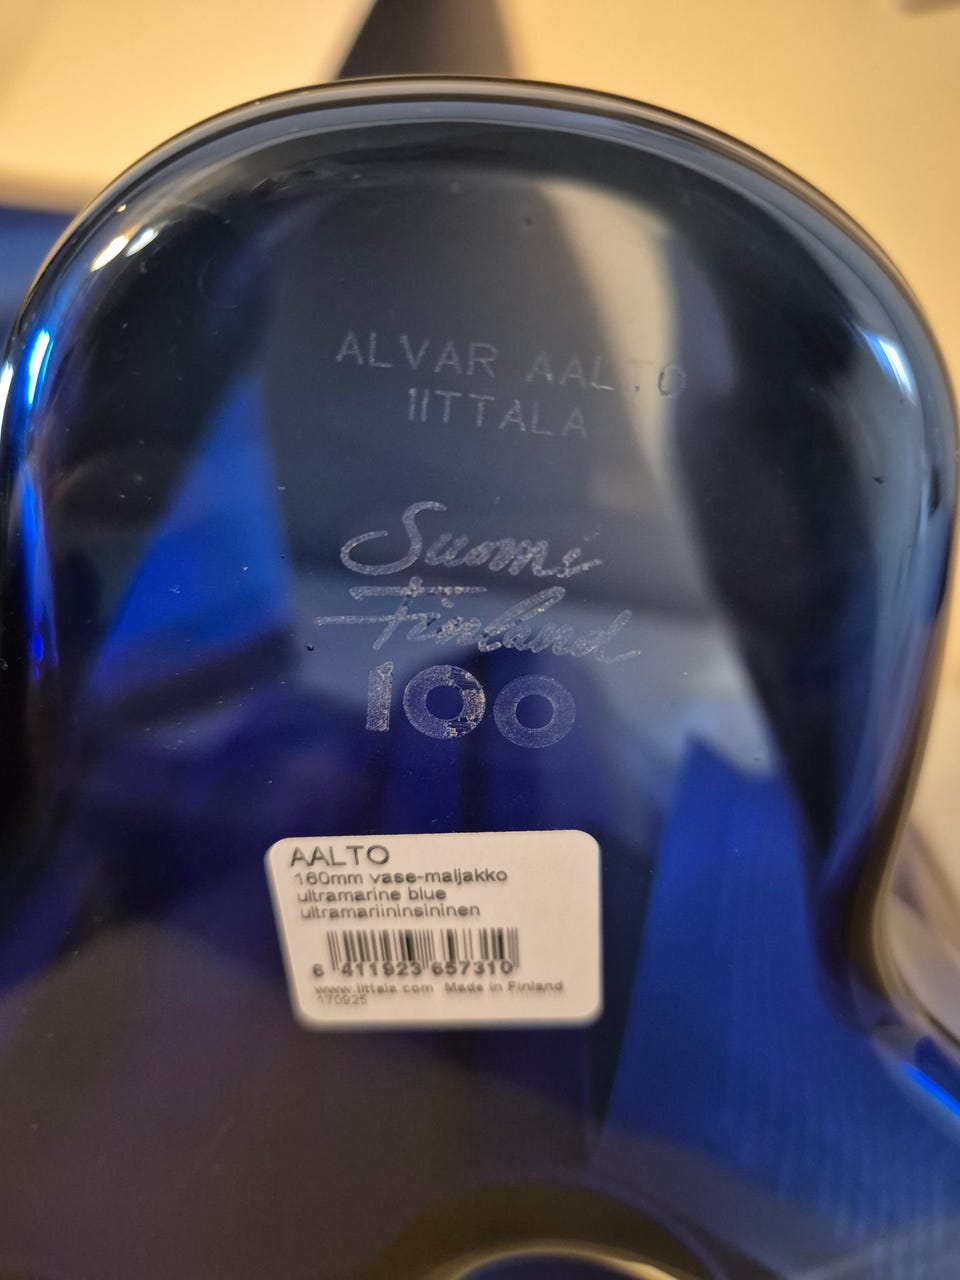 ALVAR AALTO
IITTALA
Suomi
Finland
100
AALTO
160mm vase-maljakko
ultramarine blue
ultramariininsininen
6 411923 657310
www.iittala.com Made in Finland
170925